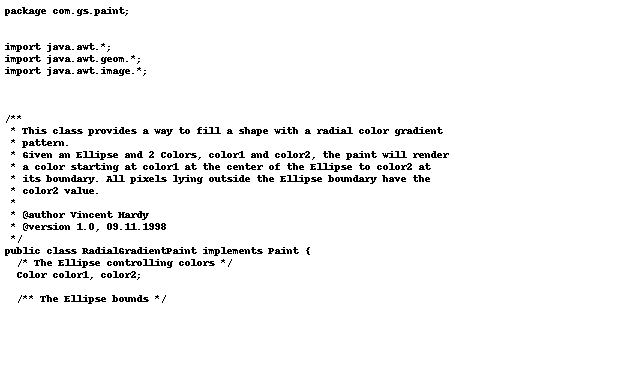 package com.gs.paint;
import java.awt.*;
import java.awt.geom.*;
import java.awt.image.*;
/**
 * This class provides a way to fill a shape with a radial color gradient
 * pattern.
 * Given an Ellipse and 2 Colors, color1 and color2, the paint will render
 * a color starting at color1 at the center of the Ellipse to color2 at
 * its boundary. All pixels lying outside the Ellipse boundary have the
 * color2 value.
 *
 * @author Vincent Hardy
 * @version 1.0, 09.11.1998
 */
public class RadialGradientPaint implements Paint {
  /* The Ellipse controlling colors */
  Color color1, color2;
  /** The Ellipse bounds */